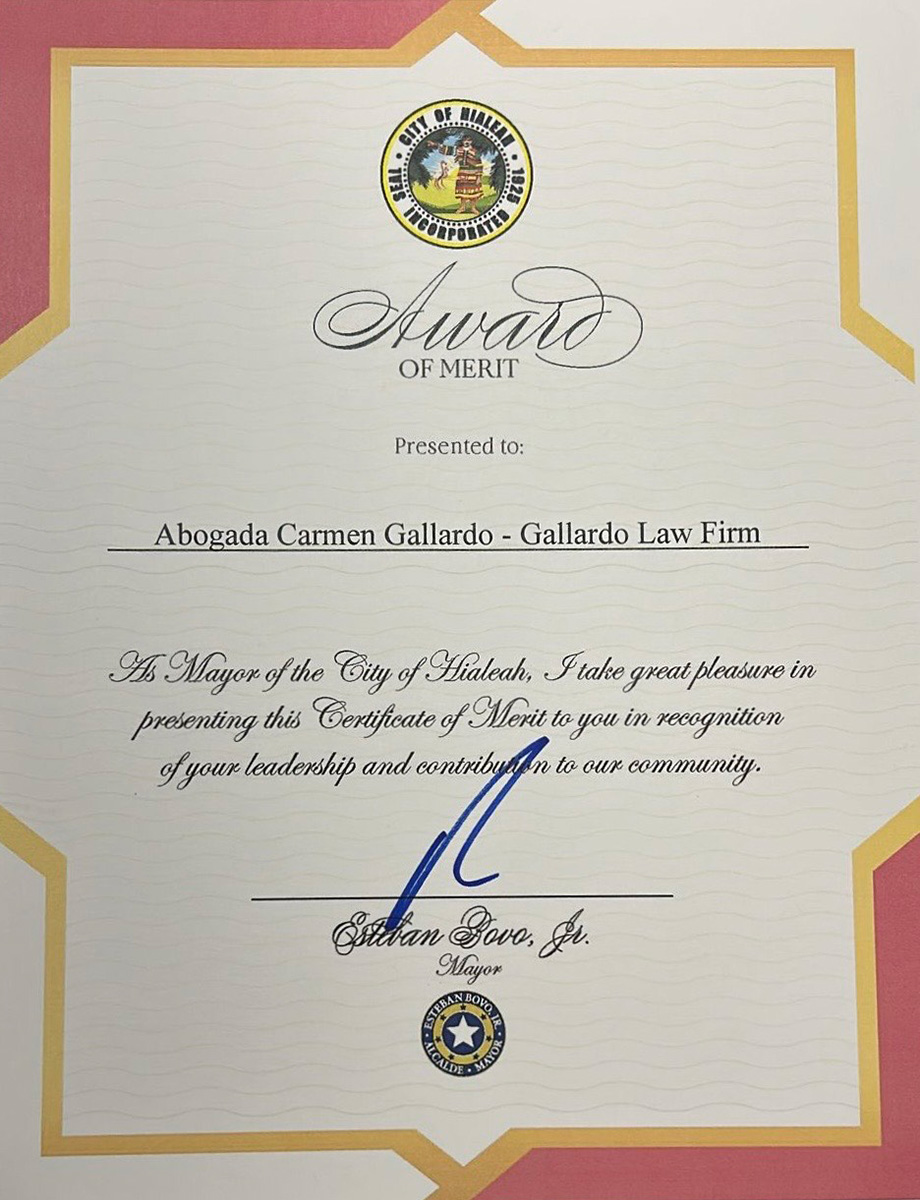 CITY OF HIALEAH • 1925
SEAL INCORPORATED
Award
OF MERIT
Presented to:
Abogada Carmen Gallardo - Gallardo Law Firm
As Mayor of the City of Hialeah, I take great pleasure in
presenting this Certificate of Merit to you in recognition
of your leadership and contribution to our community.
Esteban Bovo, Jr.
Mayor
ESTEBAN BOVO, JR.
ALCALDE • MAYOR